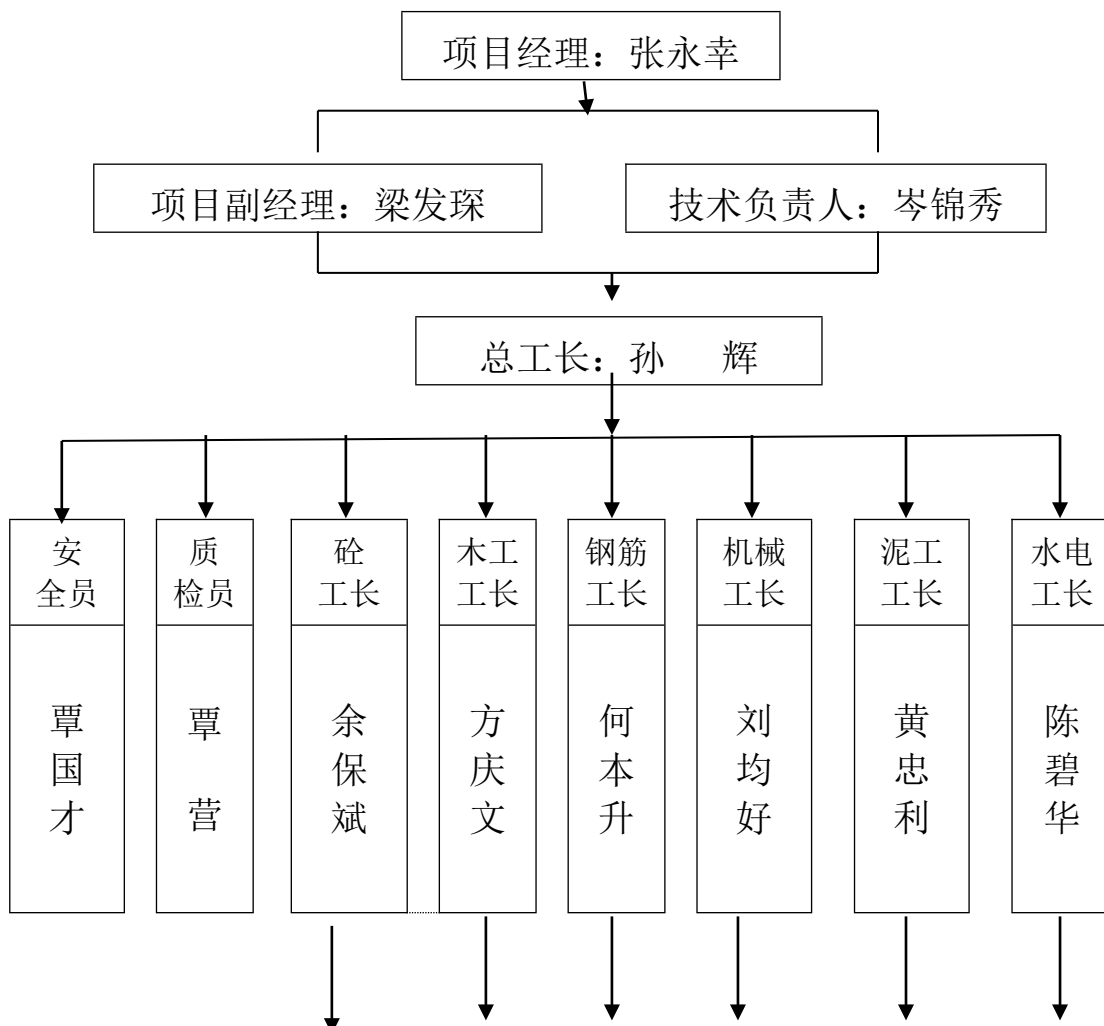 项目经理：张永幸
项目副经理：梁发琛
技术负责人：岑锦秀
总工长：孙 辉
安
全员
质
检员
砼
工长
木工
工长
钢筋
工长
机械
工长
泥工
工长
水电
工长
覃国才
覃营
余保斌
方庆文
何本升
刘均好
黄忠利
陈碧华